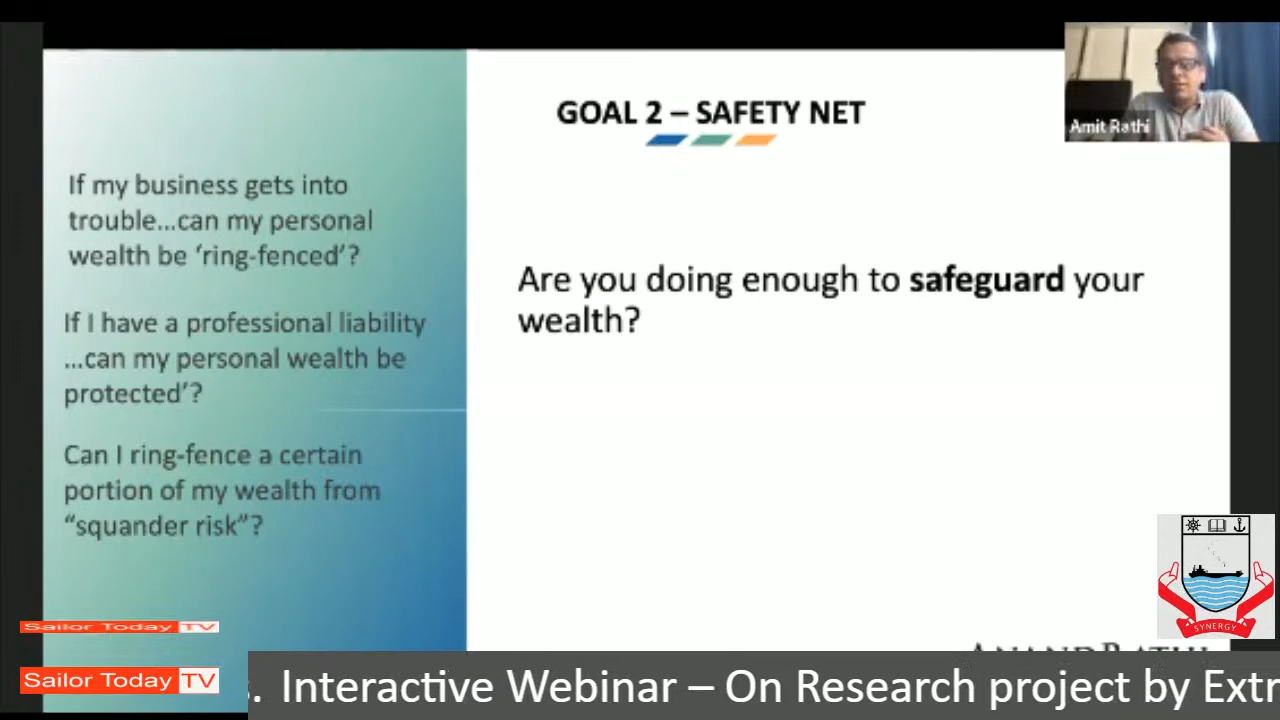 GOAL 2 – SAFETY NET
Amit Rathi
If my business gets into
trouble...can my personal
wealth be ‘ring-fenced’?
If I have a professional liability
...can my personal wealth be
protected’?
Can I ring-fence a certain
portion of my wealth from
“squander risk”?
Are you doing enough to safeguard your
wealth?
SYNERGY
Sailor Today TV
ANAND RATHI
Sailor Today TV
. Interactive Webinar – On Research project by Extr